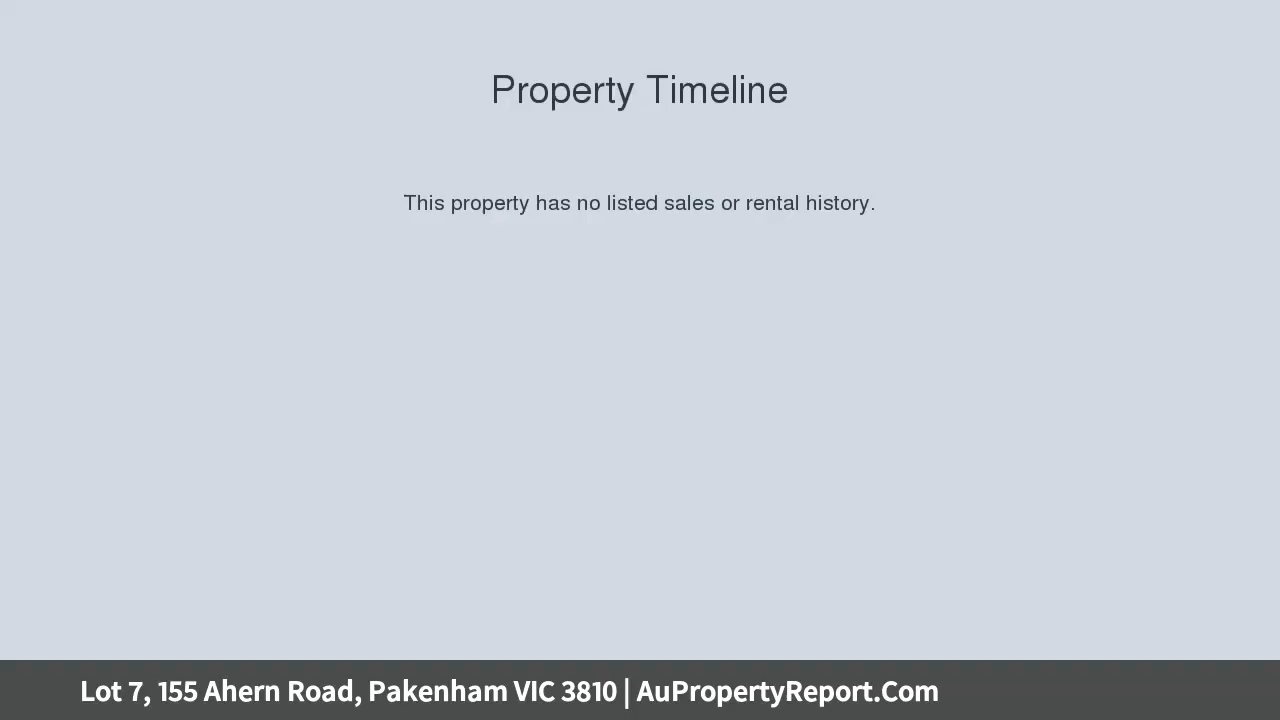 Property Timeline
This property has no listed sales or rental history.
Lot 7, 155 Ahern Road, Pakenham VIC 3810 | AuPropertyReport.Com